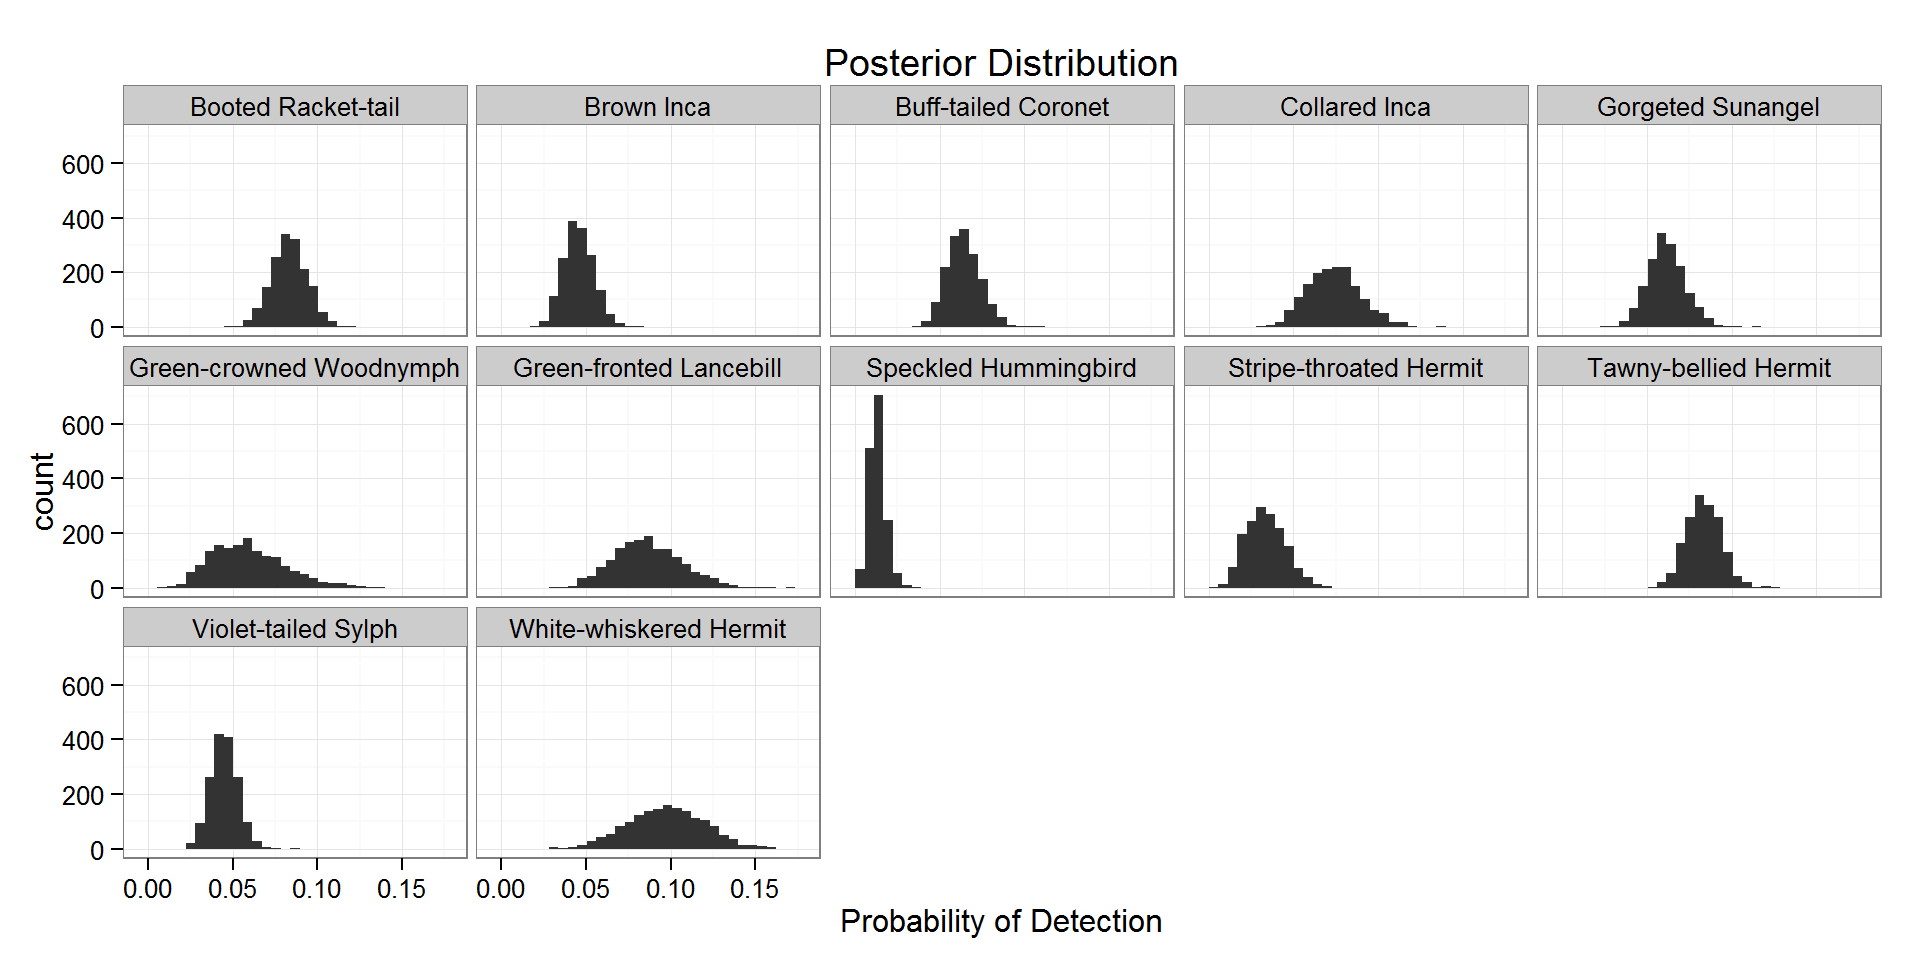 Posterior Distribution
Booted Racket-tail Brown Inca Buff-tailed Coronet Collared Inca Gorgeted Sunangel
600
400
200
0
Green-crowned Woodnymph Green-fronted Lancebill Speckled Hummingbird Stripe-throated Hermit Tawny-bellied Hermit
600
400
200
0
count
Violet-tailed Sylph White-whiskered Hermit
600
400
200
0
0.00 0.05 0.10 0.15 0.00 0.05 0.10 0.15
Probability of Detection